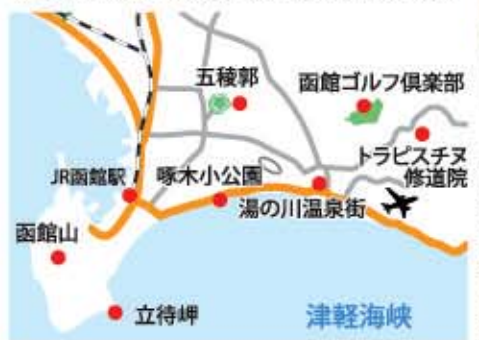 五稜郭
函館ゴルフ倶楽部
トラピスチヌ
修道院
JR函館駅
啄木小公園
湯の川温泉街
函館山
立待岬
津軽海峡